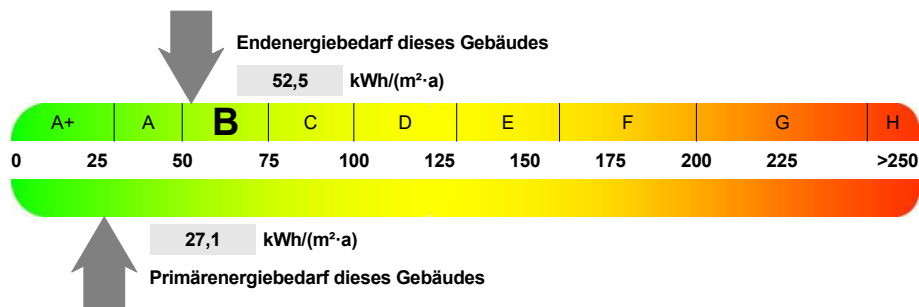 Endenergiebedarf dieses Gebäudes
52,5 kWh/(m²·a)
A+ A B C D E F G H
0 25 50 75 100 125 150 175 200 225 >250
27,1 kWh/(m²·a)
Primärenergiebedarf dieses Gebäudes